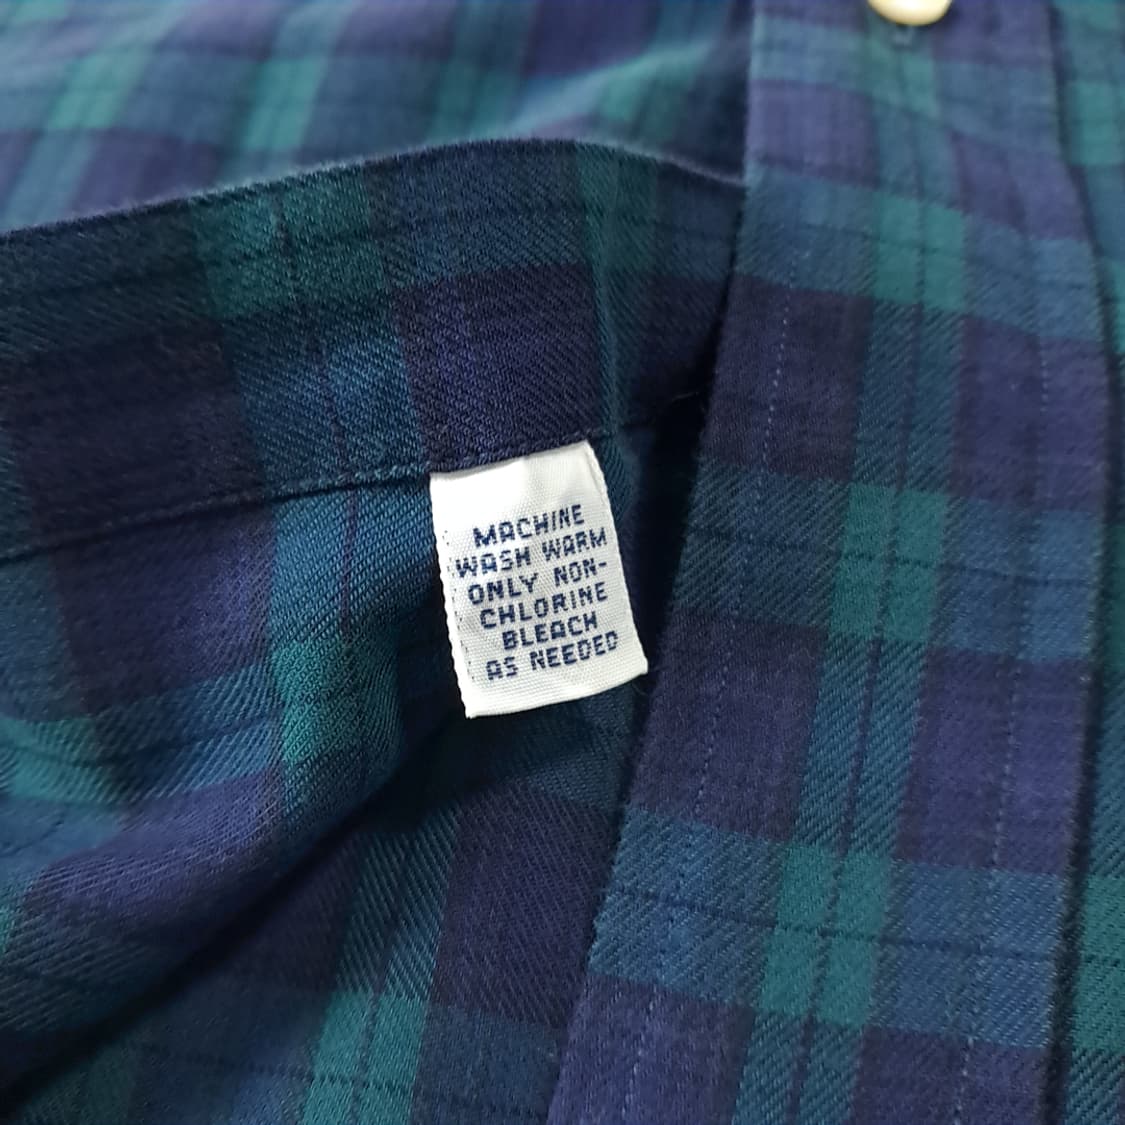 MACHINE
WASH WARM
ONLY NON-
CHLORINE
BLEACH
AS NEEDED